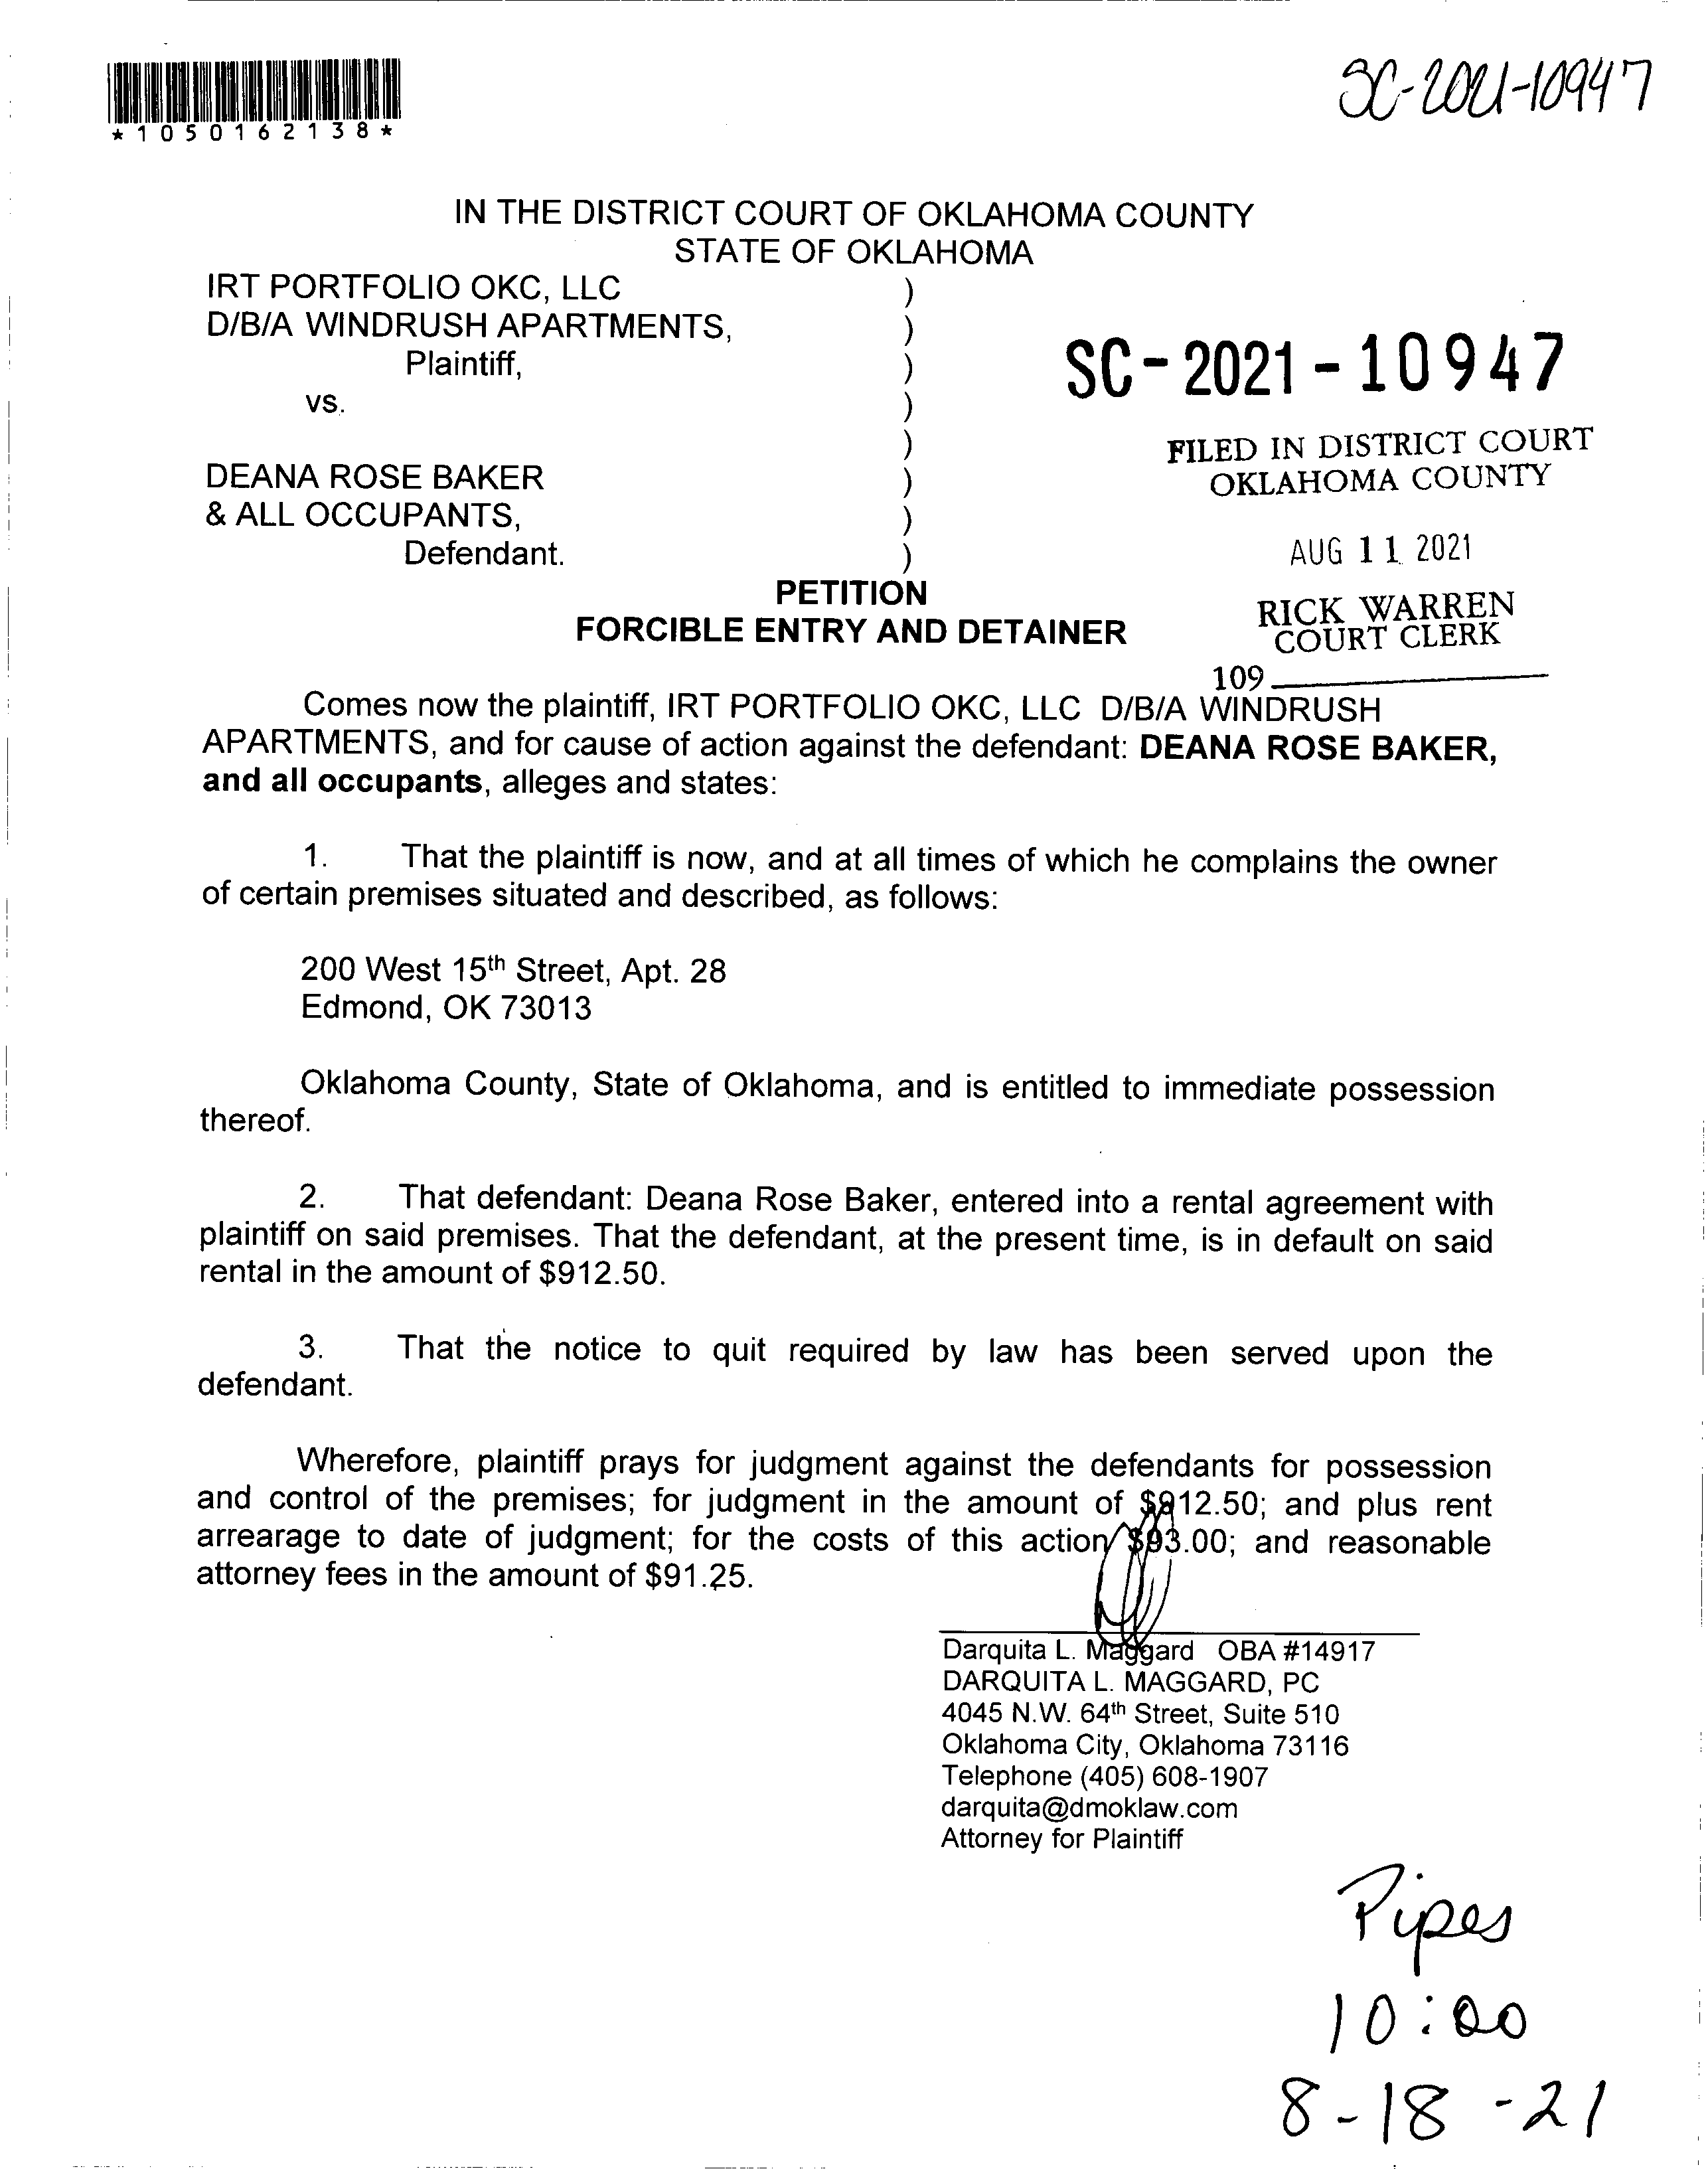 *1050162138*
SC-2021-10947
IN THE DISTRICT COURT OF OKLAHOMA COUNTY
STATE OF OKLAHOMA
IRT PORTFOLIO OKC, LLC )
D/B/A WINDRUSH APARTMENTS, )
Plaintiff, )
vs. )
)
DEANA ROSE BAKER )
& ALL OCCUPANTS, )
Defendant. )
SC-2021-10947
FILED IN DISTRICT COURT
OKLAHOMA COUNTY
AUG 11 2021
RICK WARREN
COURT CLERK
109
PETITION
FORCIBLE ENTRY AND DETAINER
Comes now the plaintiff, IRT PORTFOLIO OKC, LLC D/B/A WINDRUSH
APARTMENTS, and for cause of action against the defendant: DEANA ROSE BAKER,
and all occupants, alleges and states:
1. That the plaintiff is now, and at all times of which he complains the owner
of certain premises situated and described, as follows:
200 West 15th Street, Apt. 28
Edmond, OK 73013
Oklahoma County, State of Oklahoma, and is entitled to immediate possession
thereof.
2. That defendant: Deana Rose Baker, entered into a rental agreement with
plaintiff on said premises. That the defendant, at the present time, is in default on said
rental in the amount of $912.50.
3. That the notice to quit required by law has been served upon the
defendant.
Wherefore, plaintiff prays for judgment against the defendants for possession
and control of the premises; for judgment in the amount of $912.50; and plus rent
arrearage to date of judgment; for the costs of this action $93.00; and reasonable
attorney fees in the amount of $91.25.
Darquita L. Maggard OBA #14917
DARQUITA L. MAGGARD, PC
4045 N.W. 64th Street, Suite 510
Oklahoma City, Oklahoma 73116
Telephone (405) 608-1907
darquita@dmoklaw.com
Attorney for Plaintiff
Pipes
10:00
8-18-21